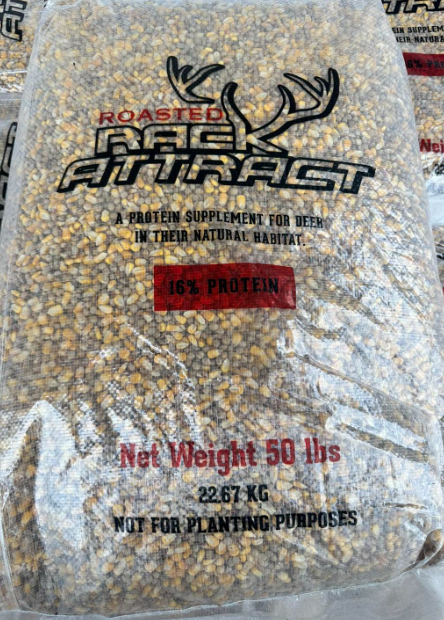 ROASTED
RACK
ATTRACT
A PROTEIN SUPPLEMENT FOR DEER
IN THEIR NATURAL HABITAT.
16% PROTEIN
Net Weight 50 lbs
22.67 KG
NOT FOR PLANTING PURPOSES